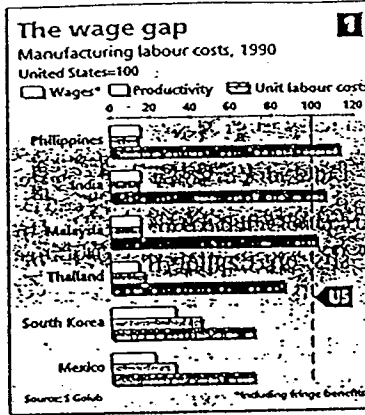 The wage gap
1
Manufacturing labour costs, 1990
United States=100
Wages* Productivity Unit labour costs
0 20 40 60 80 100 120
Philippines
India
Malaysia
Thailand
US
South Korea
Mexico
Source: S Golub *Including fringe benefits